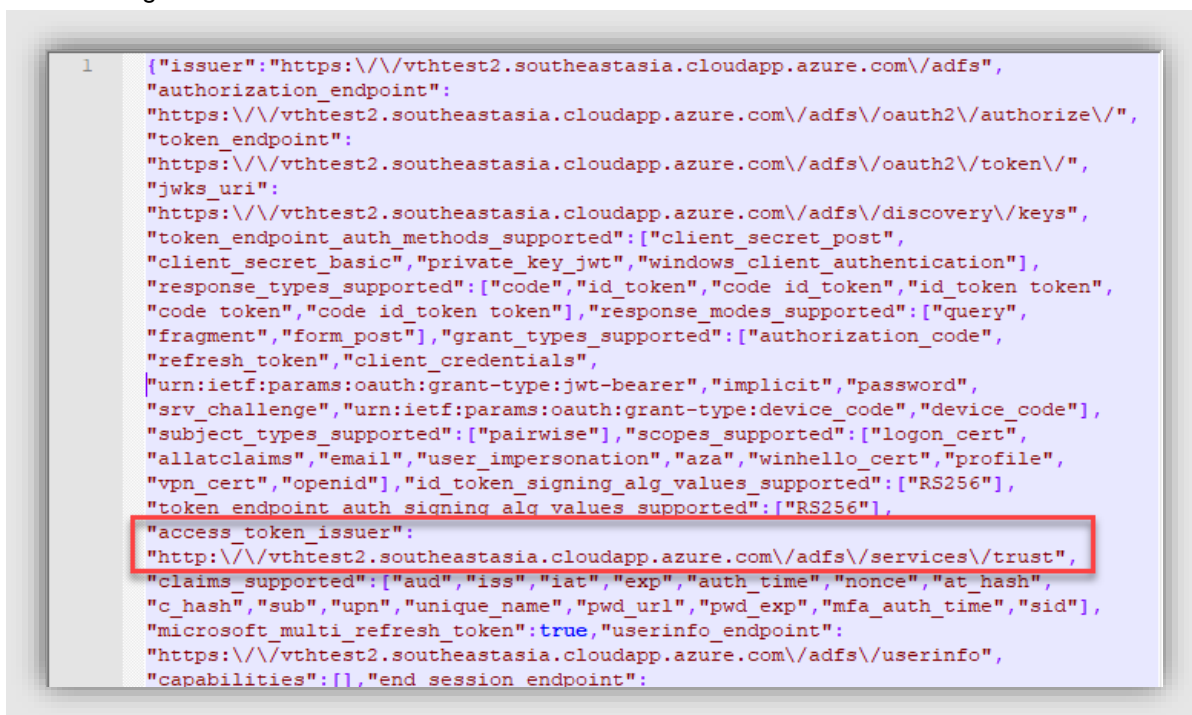 g
1
{"issuer":"https:\/\/vthtest2.southeastasia.cloudapp.azure.com\/adfs",
"authorization_endpoint":
"https:\/\/vthtest2.southeastasia.cloudapp.azure.com\/adfs\/oauth2\/authorize\/",
"token_endpoint":
"https:\/\/vthtest2.southeastasia.cloudapp.azure.com\/adfs\/oauth2\/token\/",
"jwks_uri":
"https:\/\/vthtest2.southeastasia.cloudapp.azure.com\/adfs\/discovery\/keys",
"token_endpoint_auth_methods_supported":["client_secret_post",
"client_secret_basic","private_key_jwt","windows_client_authentication"],
"response_types_supported":["code","id_token","code id_token","id_token token",
"code token","code id_token token"],"response_modes_supported":["query",
"fragment","form_post"],"grant_types_supported":["authorization_code",
"refresh_token","client_credentials",
"urn:ietf:params:oauth:grant-type:jwt-bearer","implicit","password",
"srv_challenge","urn:ietf:params:oauth:grant-type:device_code","device_code"],
"subject_types_supported":["pairwise"],"scopes_supported":["logon_cert",
"allatclaims","email","user_impersonation","aza","winhello_cert","profile",
"vpn_cert","openid"],"id_token_signing_alg_values_supported":["RS256"],
"token_endpoint_auth_signing_alg_values_supported":["RS256"],
"access_token_issuer":
"http:\/\/vthtest2.southeastasia.cloudapp.azure.com\/adfs\/services\/trust",
"claims_supported":["aud","iss","iat","exp","auth_time","nonce","at_hash",
"c_hash","sub","upn","unique_name","pwd_url","pwd_exp","mfa_auth_time","sid"],
"microsoft_multi_refresh_token":true,"userinfo_endpoint":
"https:\/\/vthtest2.southeastasia.cloudapp.azure.com\/adfs\/userinfo",
"capabilities":[],"end_session_endpoint":